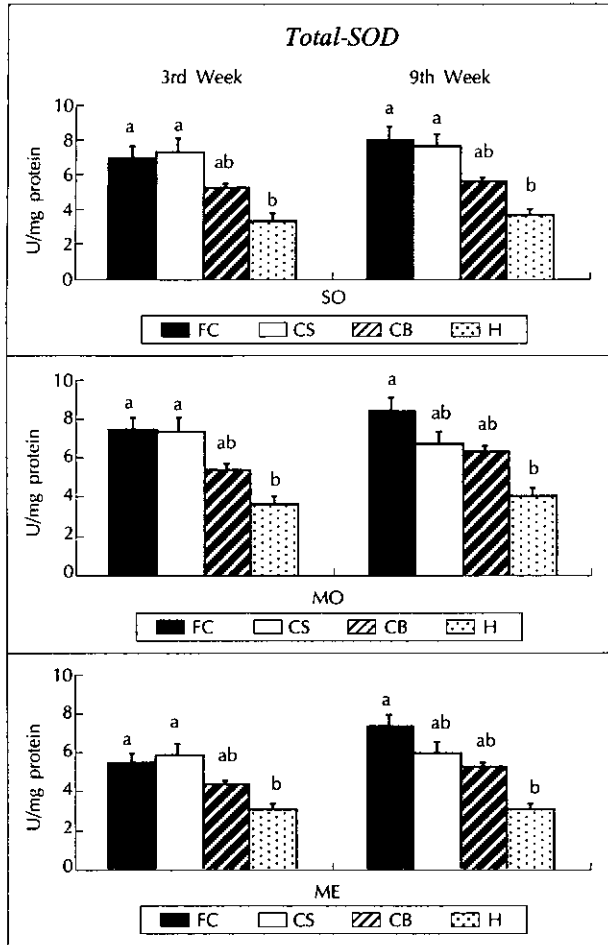 Total-SOD
3rd Week 9th Week
10
8
6
4
2
0
U/mg protein
a a ab b a a ab b
SO
FC CS CB H
10
8
6
4
2
0
U/mg protein
a a ab b a ab ab b
MO
FC CS CB H
10
8
6
4
2
0
U/mg protein
a a ab b a ab ab b
ME
FC CS CB H